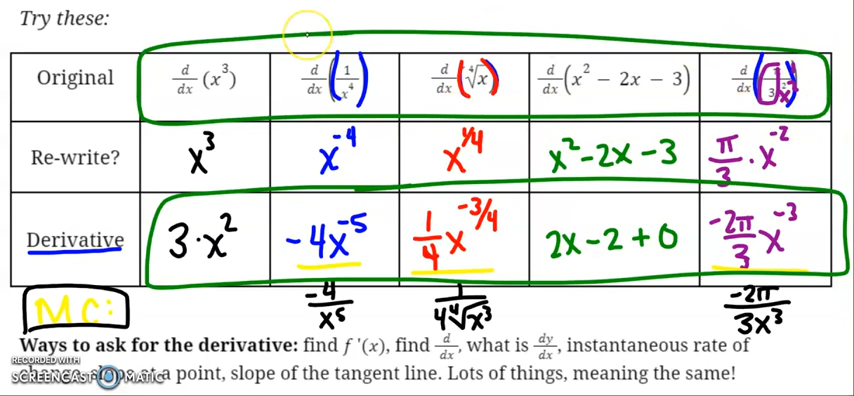 Try these:
Original d/dx (x³) d/dx (1/x⁴) d/dx (⁴√x) d/dx (x² − 2x − 3) d/dx
Re-write? x³ x⁻⁴ x^(1/4) x²-2x-3 π/3 · x⁻²
Derivative 3·x² -4x⁻⁵ 1/4 x^(-3/4) 2x-2+0 -2π/3 x⁻³
MC: -4/x⁵ 1/(4 ⁴√x³) -2π/3x³
Ways to ask for the derivative: find f '(x), find d/dx, what is dy/dx, instantaneous rate of
RECORDED WITH
SCREENCAST MATIC
at a point, slope of the tangent line. Lots of things, meaning the same!